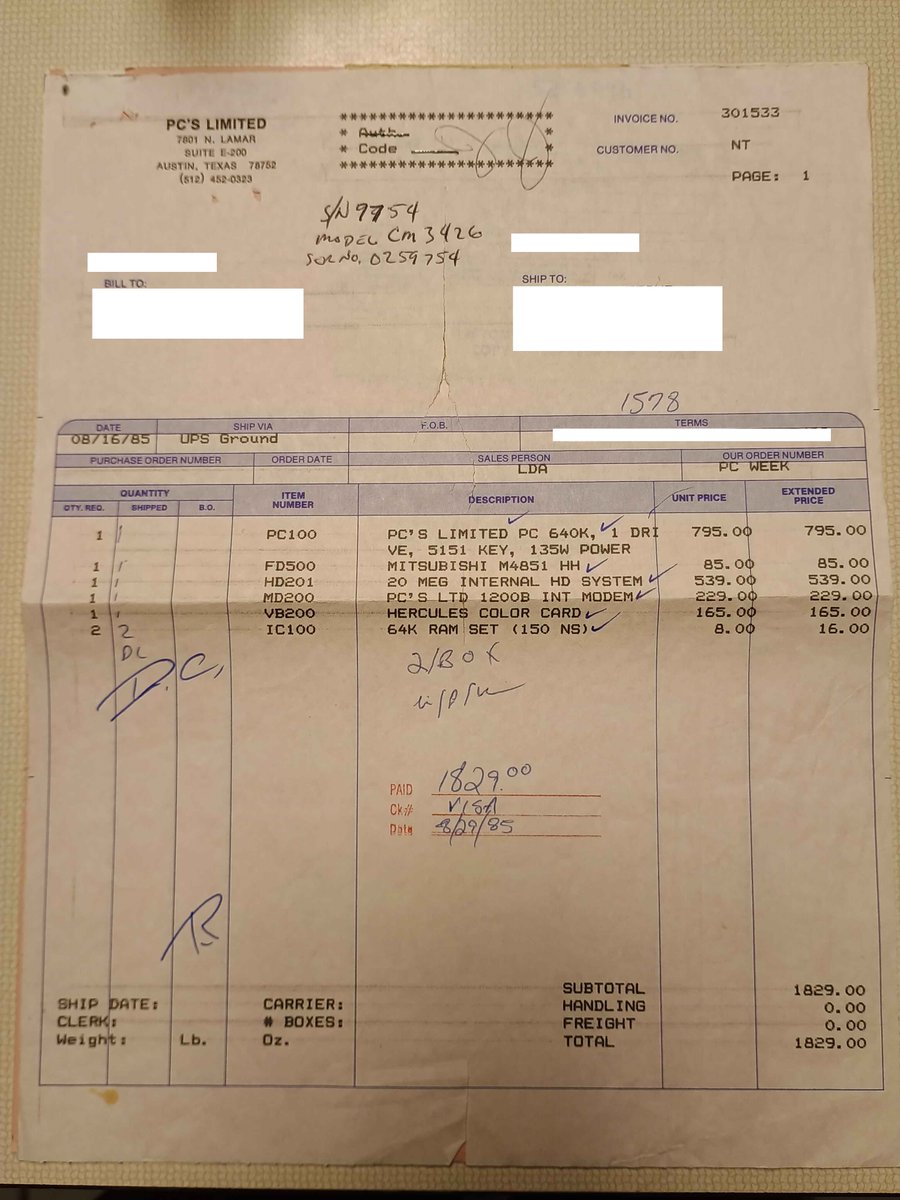 PC'S LIMITED
7801 N. LAMAR
SUITE E-200
AUSTIN, TEXAS 78752
(512) 452-0323
*********************
* Auth. *
* Code *
*********************
INVOICE NO. 301533
CUSTOMER NO. NT
PAGE: 1
S/N 9754
MODEL CM 3426
SER NO. 0259754
BILL TO:
SHIP TO:
1578
DATE SHIP VIA F.O.B. TERMS
08/16/85 UPS Ground
PURCHASE ORDER NUMBER ORDER DATE SALES PERSON OUR ORDER NUMBER
LDA PC WEEK
QUANTITY ITEM NUMBER DESCRIPTION UNIT PRICE EXTENDED PRICE
QTY. REQ. SHIPPED B.O.
1 1 PC100 PC'S LIMITED PC 640K, 1 DRI 795.00 795.00
VE, 5151 KEY, 135W POWER
1 1 FD500 MITSUBISHI M4851 HH 85.00 85.00
1 1 HD201 20 MEG INTERNAL HD SYSTEM 539.00 539.00
1 1 MD200 PC'S LTD 1200B INT MODEM 229.00 229.00
1 1 VB200 HERCULES COLOR CARD 165.00 165.00
2 2 IC100 64K RAM SET (150 NS) 8.00 16.00
DC
D.C.
2/BOX
PAID 1829.00
Ck# VISA
Date 8/29/85
SUBTOTAL 1829.00
SHIP DATE: CARRIER: HANDLING 0.00
CLERK: # BOXES: FREIGHT 0.00
Weight: Lb. Oz. TOTAL 1829.00